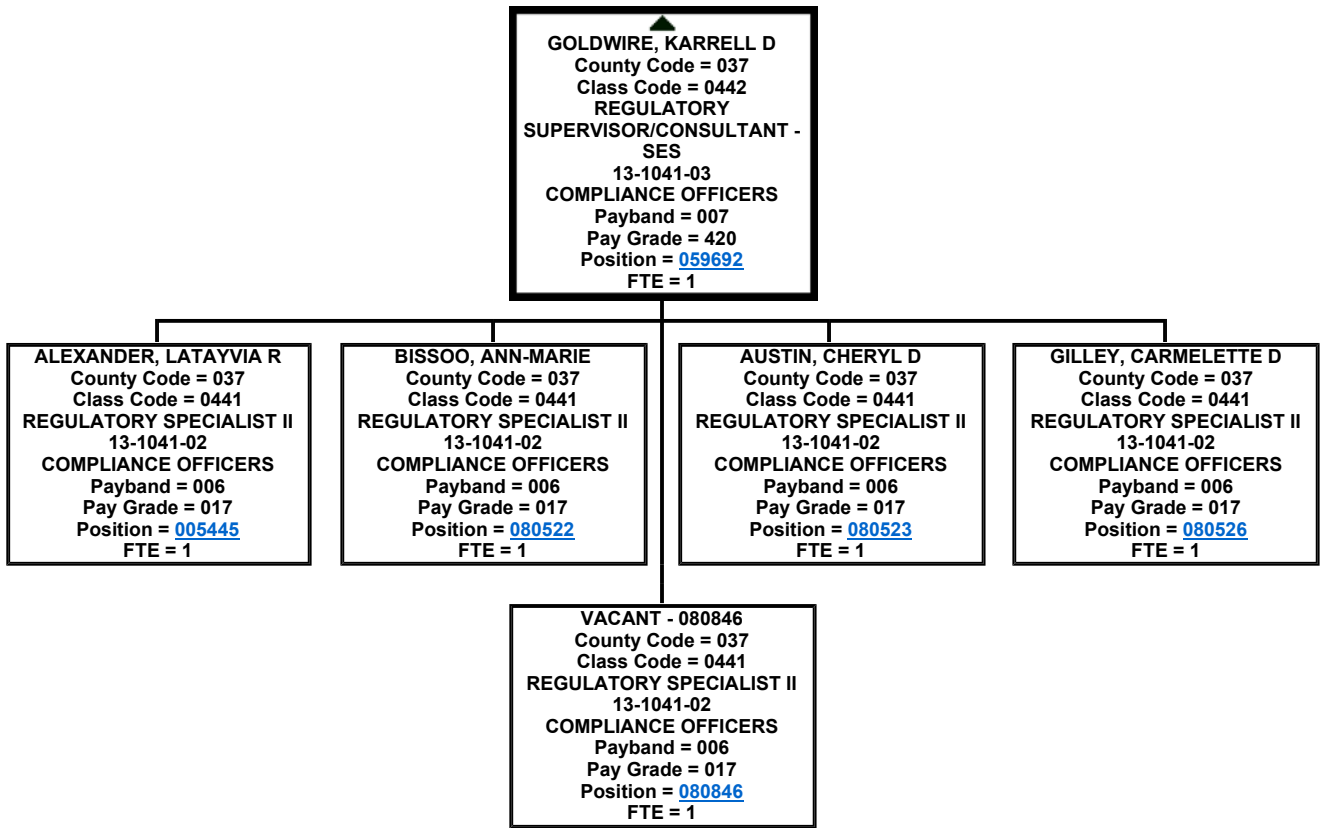 GOLDWIRE, KARRELL D
County Code = 037
Class Code = 0442
REGULATORY
SUPERVISOR/CONSULTANT -
SES
13-1041-03
COMPLIANCE OFFICERS
Payband = 007
Pay Grade = 420
Position = 059692
FTE = 1
ALEXANDER, LATAYVIA R
County Code = 037
Class Code = 0441
REGULATORY SPECIALIST II
13-1041-02
COMPLIANCE OFFICERS
Payband = 006
Pay Grade = 017
Position = 005445
FTE = 1
BISSOO, ANN-MARIE
County Code = 037
Class Code = 0441
REGULATORY SPECIALIST II
13-1041-02
COMPLIANCE OFFICERS
Payband = 006
Pay Grade = 017
Position = 080522
FTE = 1
AUSTIN, CHERYL D
County Code = 037
Class Code = 0441
REGULATORY SPECIALIST II
13-1041-02
COMPLIANCE OFFICERS
Payband = 006
Pay Grade = 017
Position = 080523
FTE = 1
GILLEY, CARMELETTE D
County Code = 037
Class Code = 0441
REGULATORY SPECIALIST II
13-1041-02
COMPLIANCE OFFICERS
Payband = 006
Pay Grade = 017
Position = 080526
FTE = 1
VACANT - 080846
County Code = 037
Class Code = 0441
REGULATORY SPECIALIST II
13-1041-02
COMPLIANCE OFFICERS
Payband = 006
Pay Grade = 017
Position = 080846
FTE = 1